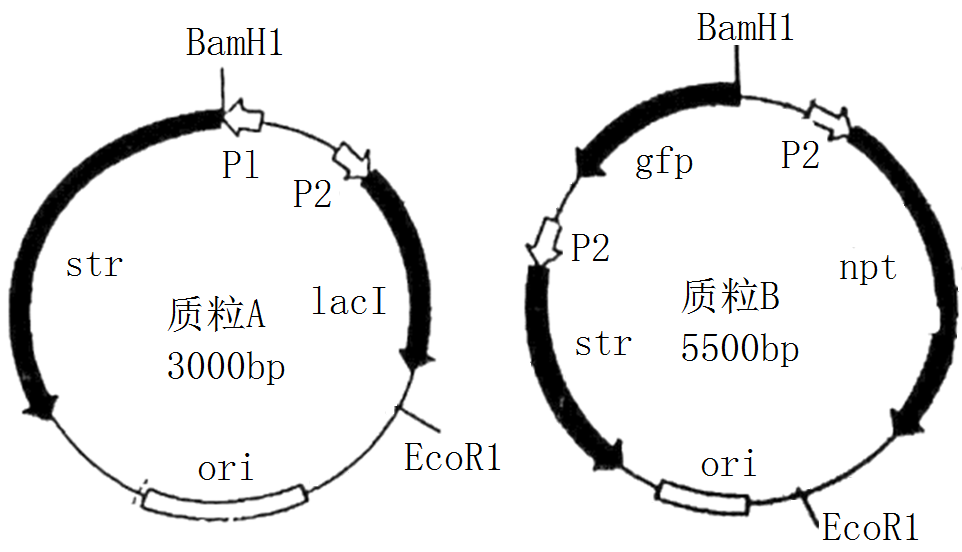 BamH1
P1
P2
str
lacI
质粒A
3000bp
ori
EcoR1
BamH1
gfp
P2
P2
npt
str
质粒B
5500bp
ori
EcoR1